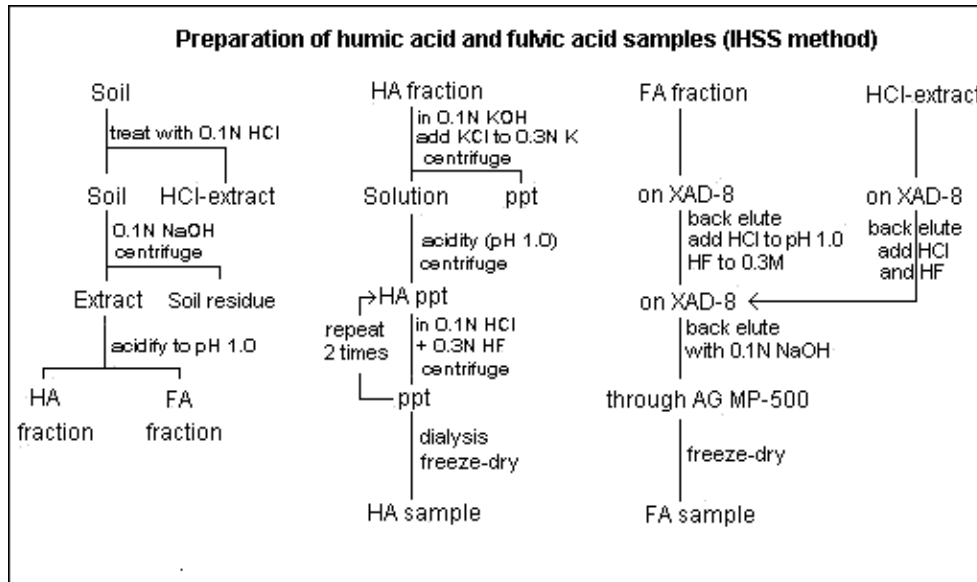 Preparation of humic acid and fulvic acid samples (IHSS method)
Soil
treat with 0.1N HCl
Soil
HCl-extract
0.1N NaOH
centrifuge
Extract
Soil residue
acidify to pH 1.0
HA
fraction
FA
fraction
HA fraction
in 0.1N KOH
add KCl to 0.3N K
centrifuge
Solution
ppt
acidity (pH 1.0)
centrifuge
HA ppt
repeat
2 times
in 0.1N HCl
+ 0.3N HF
centrifuge
ppt
dialysis
freeze-dry
HA sample
FA fraction
on XAD-8
back elute
add HCl to pH 1.0
HF to 0.3M
on XAD-8
back elute
with 0.1N NaOH
through AG MP-500
freeze-dry
FA sample
HCl-extract
on XAD-8
back elute
add HCl
and HF